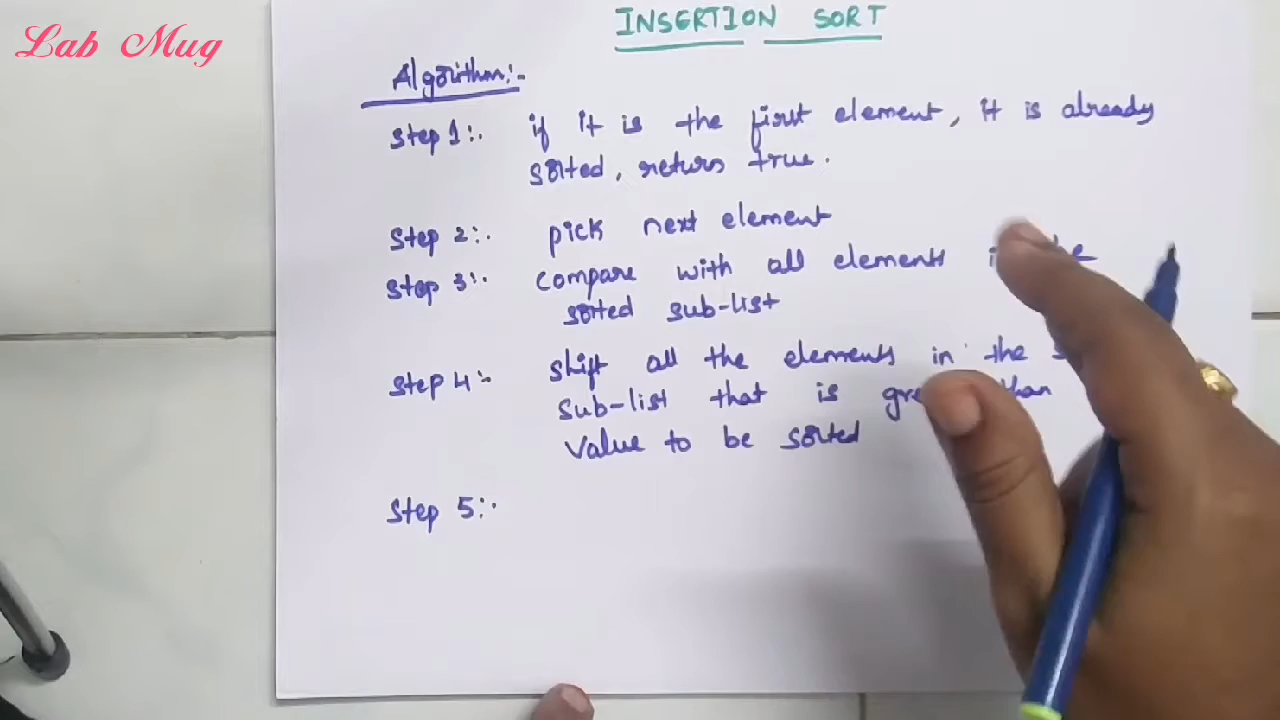 Lab Mug
INSERTION SORT
Algorithm:-
Step 1:- if it is the first element, it is already
sorted, return true.
Step 2:- pick next element
Step 3:- compare with all elements
sorted sub-list
Step 4:- shift all the elements in the
sub-list that is than
value to be sorted
Step 5:-